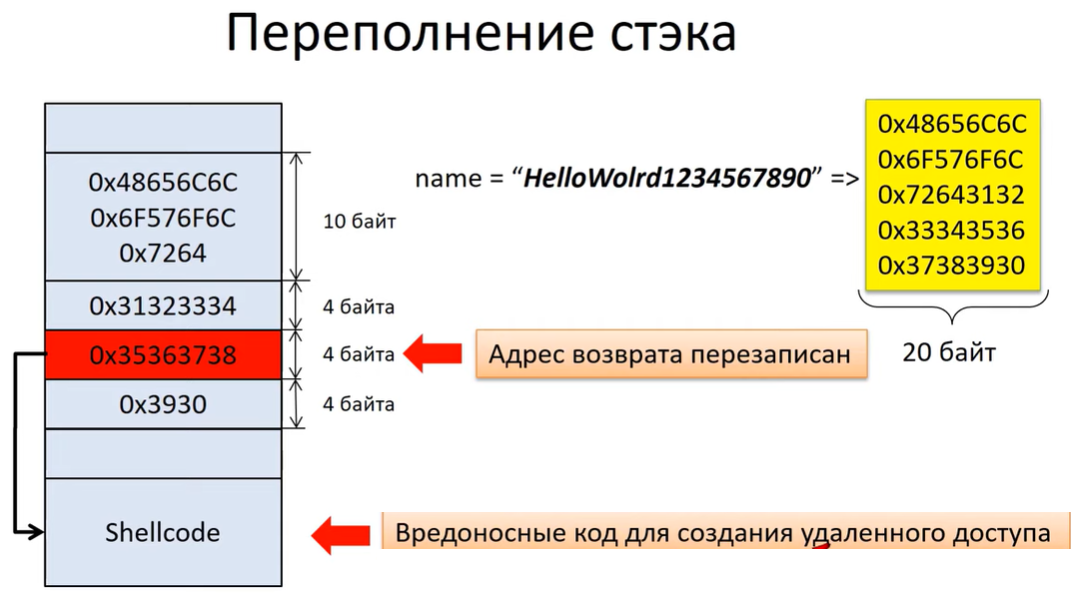 Переполнение стэка
0x48656C6C
0x6F576F6C
0x7264
10 байт
0x31323334
4 байта
0x35363738
4 байта
Адрес возврата перезаписан
0x3930
4 байта
Shellcode
Вредоносные код для создания удаленного доступа
name = “HelloWolrd1234567890” =>
0x48656C6C
0x6F576F6C
0x72643132
0x33343536
0x37383930
20 байт